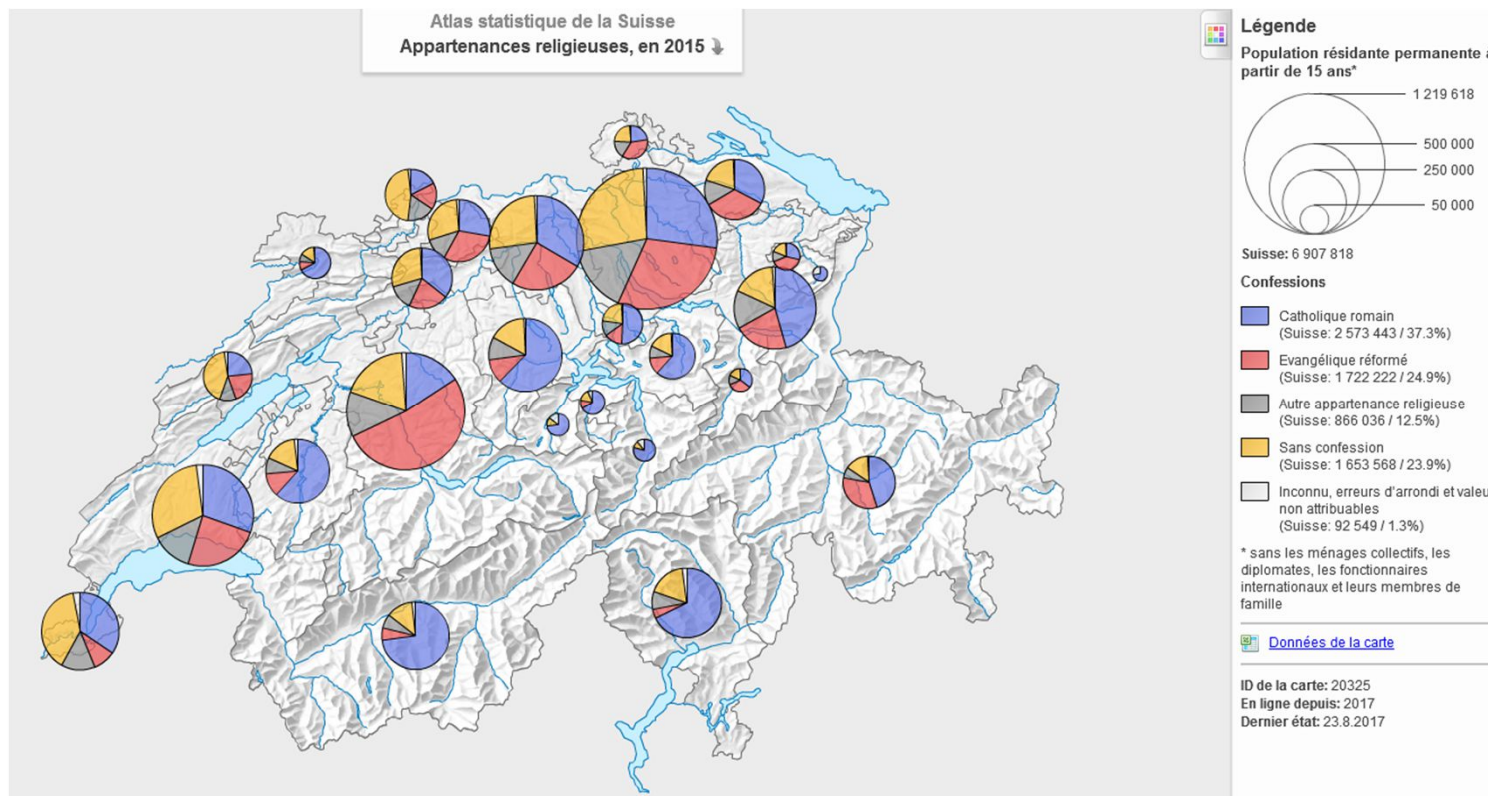 Atlas statistique de la Suisse
Appartenances religieuses, en 2015
Légende
Population résidante permanente à
partir de 15 ans*
1 219 618
500 000
250 000
50 000
Suisse: 6 907 818
Confessions
Catholique romain
(Suisse: 2 573 443 / 37.3%)
Evangélique réformé
(Suisse: 1 722 222 / 24.9%)
Autre appartenance religieuse
(Suisse: 866 036 / 12.5%)
Sans confession
(Suisse: 1 653 568 / 23.9%)
Inconnu, erreurs d'arrondi et valeu
non attribuables
(Suisse: 92 549 / 1.3%)
* sans les ménages collectifs, les
diplomates, les fonctionnaires
internationaux et leurs membres de
famille
Données de la carte
ID de la carte: 20325
En ligne depuis: 2017
Dernier état: 23.8.2017